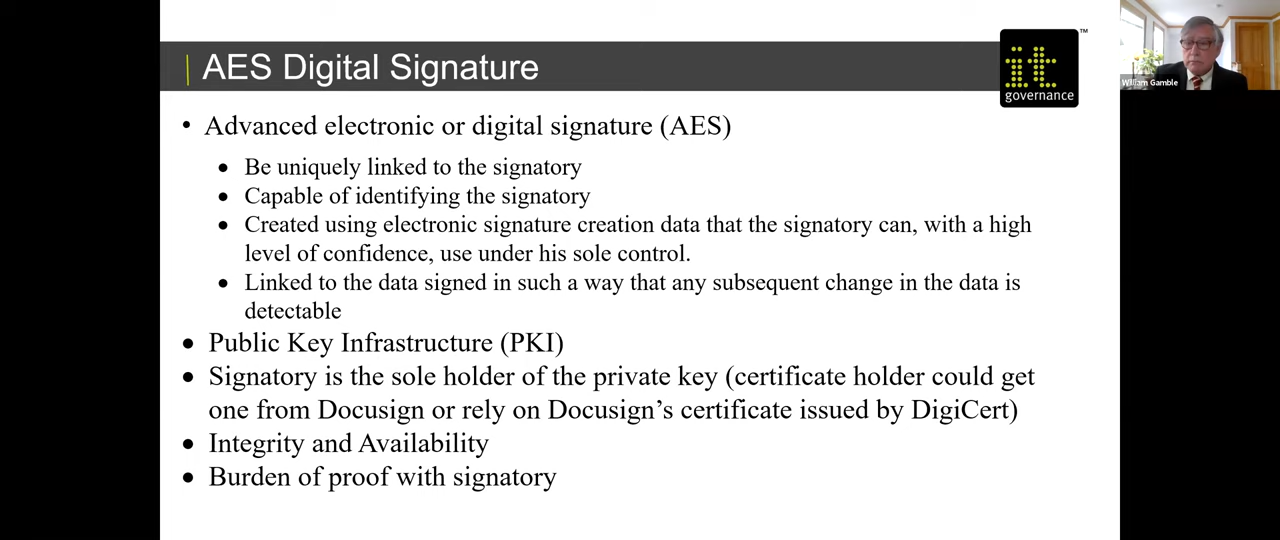 AES Digital Signature
it
governance
™
William Gamble
• Advanced electronic or digital signature (AES)
• Be uniquely linked to the signatory
• Capable of identifying the signatory
• Created using electronic signature creation data that the signatory can, with a high
level of confidence, use under his sole control.
• Linked to the data signed in such a way that any subsequent change in the data is
detectable
• Public Key Infrastructure (PKI)
• Signatory is the sole holder of the private key (certificate holder could get
one from Docusign or rely on Docusign’s certificate issued by DigiCert)
• Integrity and Availability
• Burden of proof with signatory